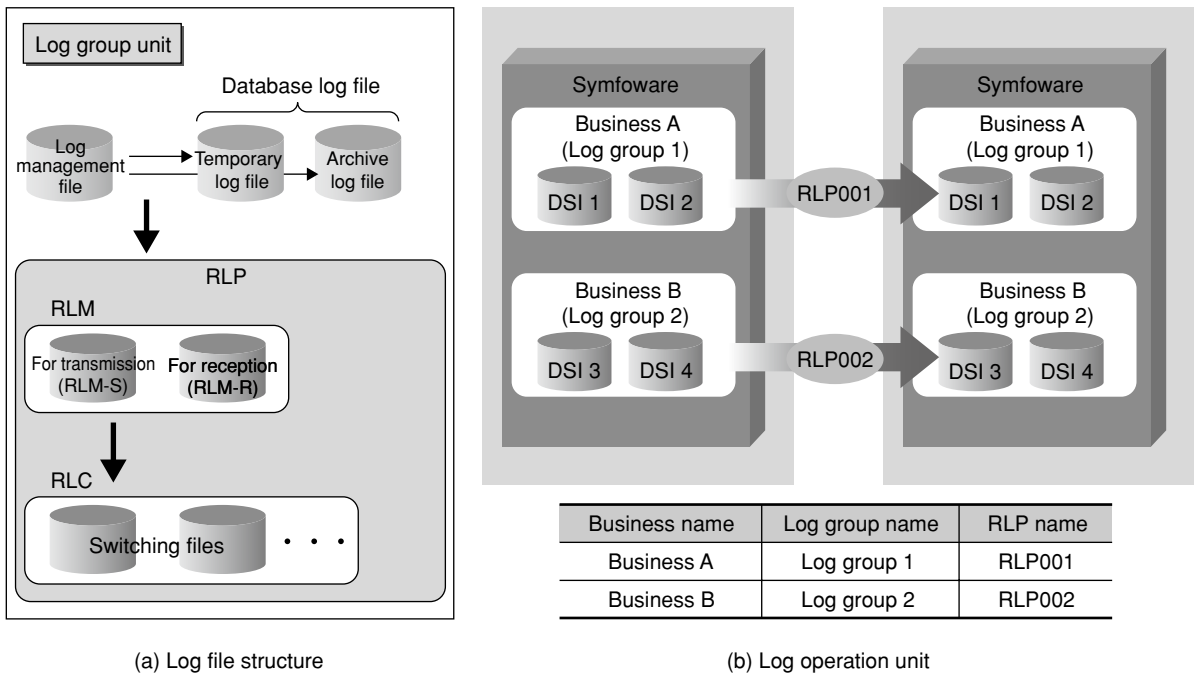 Log group unit
Database log file
Log
management
file
Temporary
log file
Archive
log file
RLP
RLM
For transmission
(RLM-S)
For reception
(RLM-R)
RLC
Switching files
. . .
(a) Log file structure
Symfoware
Business A
(Log group 1)
DSI 1
DSI 2
Business B
(Log group 2)
DSI 3
DSI 4
RLP001
RLP002
Symfoware
Business A
(Log group 1)
DSI 1
DSI 2
Business B
(Log group 2)
DSI 3
DSI 4
Business name Log group name RLP name
Business A Log group 1 RLP001
Business B Log group 2 RLP002
(b) Log operation unit